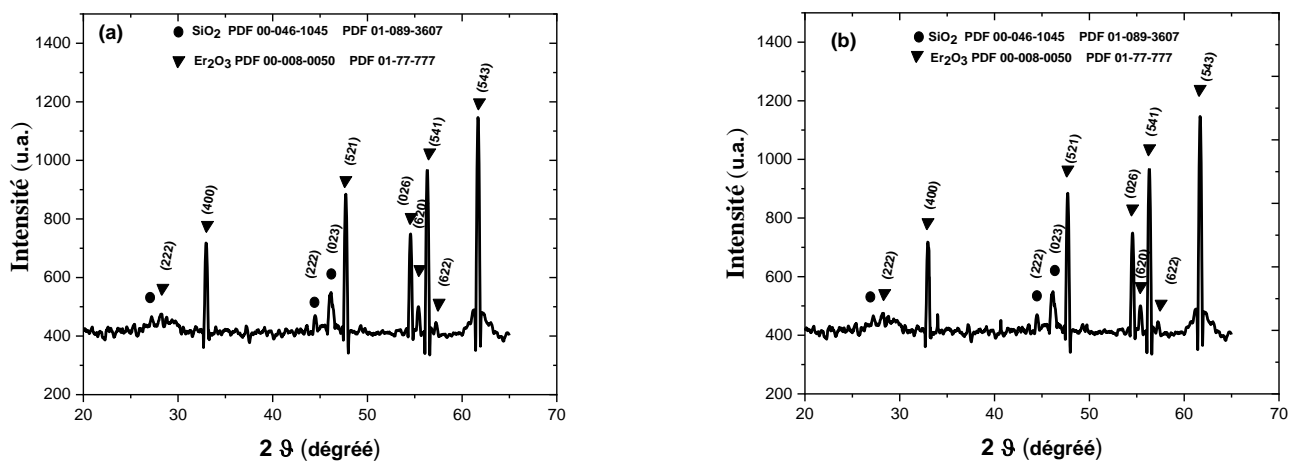 (a)
● SiO2 PDF 00-046-1045 PDF 01-089-3607
▼ Er2O3 PDF 00-008-0050 PDF 01-77-777
Intensité (u.a.)
1400
1200
1000
800
600
400
200
(222)
(400)
(222)
(023)
(521)
(026)
(620)
(541)
(622)
(543)
20 30 40 50 60 70
2 ϑ (dégréé)
(b)
● SiO2 PDF 00-046-1045 PDF 01-089-3607
▼ Er2O3 PDF 00-008-0050 PDF 01-77-777
Intensité (u.a.)
1400
1200
1000
800
600
400
200
(222)
(400)
(222)
(023)
(521)
(026)
(620)
(541)
(622)
(543)
20 30 40 50 60 70
2 ϑ (dégréé)